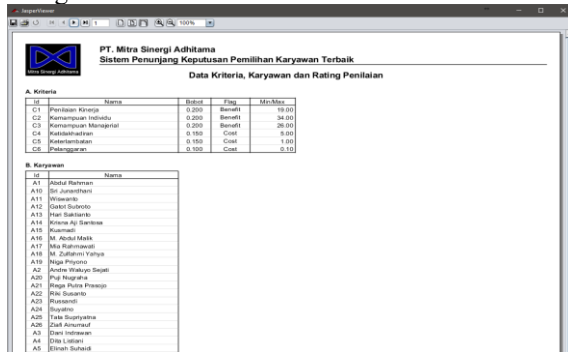 JasperViewer
1
100%
PT. Mitra Sinergi Adhitama
Sistem Penunjang Keputusan Pemilihan Karyawan Terbaik
Mitra Sinergi Adhitama
Data Kriteria, Karyawan dan Rating Penilaian
A. Kriteria
Id Nama Bobot Flag Min/Max
C1 Penilaian Kinerja 0.200 Benefit 19.00
C2 Kemampuan Individu 0.200 Benefit 34.00
C3 Kemampuan Manajerial 0.200 Benefit 26.00
C4 Ketidakhadiran 0.150 Cost 5.00
C5 Keterlambatan 0.150 Cost 1.00
C6 Pelanggaran 0.100 Cost 0.10
B. Karyawan
Id Nama
A1 Abdul Rahman
A10 Sri Junardhani
A11 Wiswanto
A12 Gatot Subroto
A13 Hari Saktianto
A14 Krisna Aji Santosa
A15 Kusmadi
A16 M. Abdul Malik
A17 Mia Rahmawati
A18 M. Zulfahmi Yahya
A19 Niga Priyono
A2 Andre Waluyo Sejati
A20 Puji Nugraha
A21 Rega Putra Prasojo
A22 Riki Susanto
A23 Russandi
A24 Suyatno
A25 Tata Supriyatna
A26 Ziafi Ainurrauf
A3 Dani Indrawan
A4 Dita Listiani
A5 Elinah Suhaidi